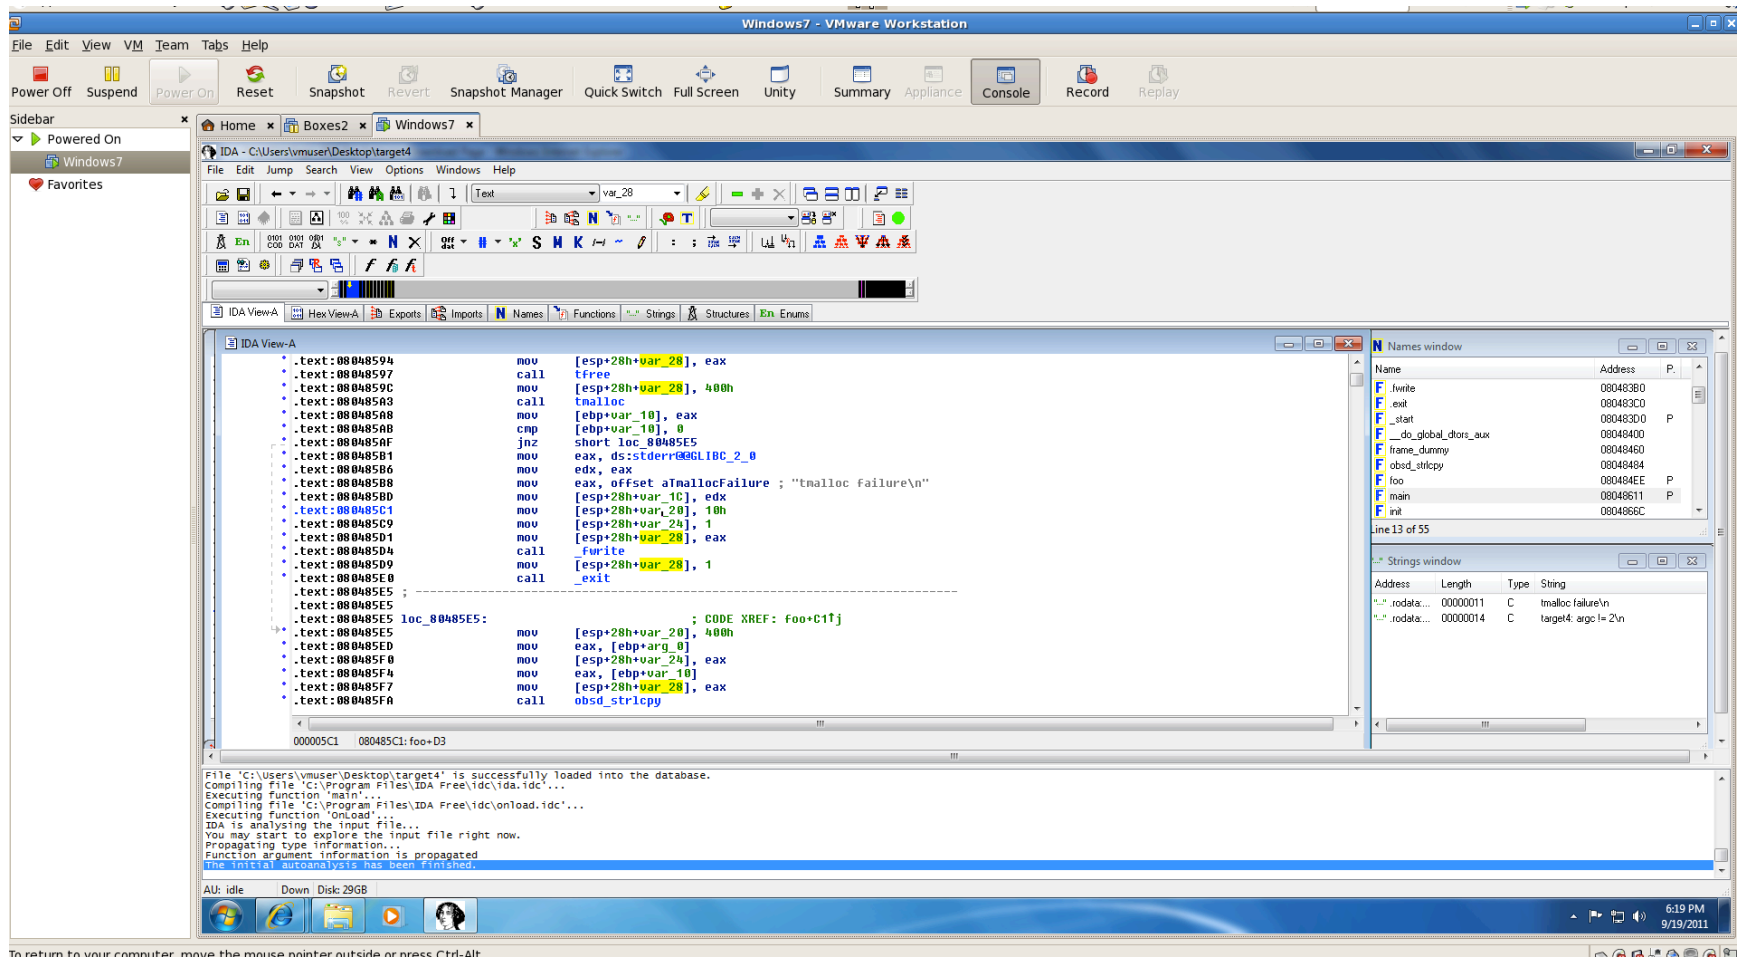 Windows7 - VMware Workstation
File Edit View VM Team Tabs Help
Power Off Suspend Power On Reset Snapshot Revert Snapshot Manager Quick Switch Full Screen Unity Summary Appliance Console Record Replay
Sidebar
Home Boxes2 Windows7
Powered On
Windows7
Favorites
IDA - C:\Users\vmuser\Desktop\target4
File Edit Jump Search View Options Windows Help
Text var_28
IDA View-A Hex View-A Exports Imports Names Functions Strings Structures En Enums
IDA View-A
.text:08048594 mov [esp+28h+var_28], eax
.text:08048597 call tfree
.text:0804859C mov [esp+28h+var_28], 400h
.text:080485A3 call tmalloc
.text:080485A8 mov [ebp+var_10], eax
.text:080485AB cmp [ebp+var_10], 0
.text:080485AF jnz short loc_80485E5
.text:080485B1 mov eax, ds:stderr@@GLIBC_2_0
.text:080485B6 mov edx, eax
.text:080485B8 mov eax, offset aTmallocFailure ; "tmalloc failure\n"
.text:080485BD mov [esp+28h+var_1C], edx
.text:080485C1 mov [esp+28h+var_20], 10h
.text:080485C9 mov [esp+28h+var_24], 1
.text:080485D1 mov [esp+28h+var_28], eax
.text:080485D4 call _fwrite
.text:080485D9 mov [esp+28h+var_28], 1
.text:080485E0 call _exit
.text:080485E5 ; ---------------------------------------------------------------------------
.text:080485E5
.text:080485E5 loc_80485E5: ; CODE XREF: foo+C1↑j
.text:080485E5 mov [esp+28h+var_20], 400h
.text:080485ED mov eax, [ebp+arg_0]
.text:080485F0 mov [esp+28h+var_24], eax
.text:080485F4 mov eax, [ebp+var_10]
.text:080485F7 mov [esp+28h+var_28], eax
.text:080485FA call obsd_strlcpy
000005C1 080485C1: foo+D3
Names window
Name Address P.
.fwrite 080483B0
.exit 080483C0
_start 080483D0 P
__do_global_dtors_aux 08048400
frame_dummy 08048460
obsd_strlcpy 08048484
foo 080484EE P
main 08048611 P
init 0804866C
Line 13 of 55
Strings window
Address Length Type String
.rodata:... 00000011 C tmalloc failure\n
.rodata:... 00000014 C target4: argc != 2\n
File 'C:\Users\vmuser\Desktop\target4' is successfully loaded into the database.
Compiling file 'C:\Program Files\IDA Free\idc\ida.idc'...
Executing function 'main'...
Compiling file 'C:\Program Files\IDA Free\idc\onload.idc'...
Executing function 'OnLoad'...
IDA is analysing the input file...
You may start to explore the input file right now.
Propagating type information...
Function argument information is propagated
The initial autoanalysis has been finished.
AU: idle Down Disk: 29GB
6:19 PM
9/19/2011
To return to your computer, move the mouse pointer outside or press Ctrl-Alt.